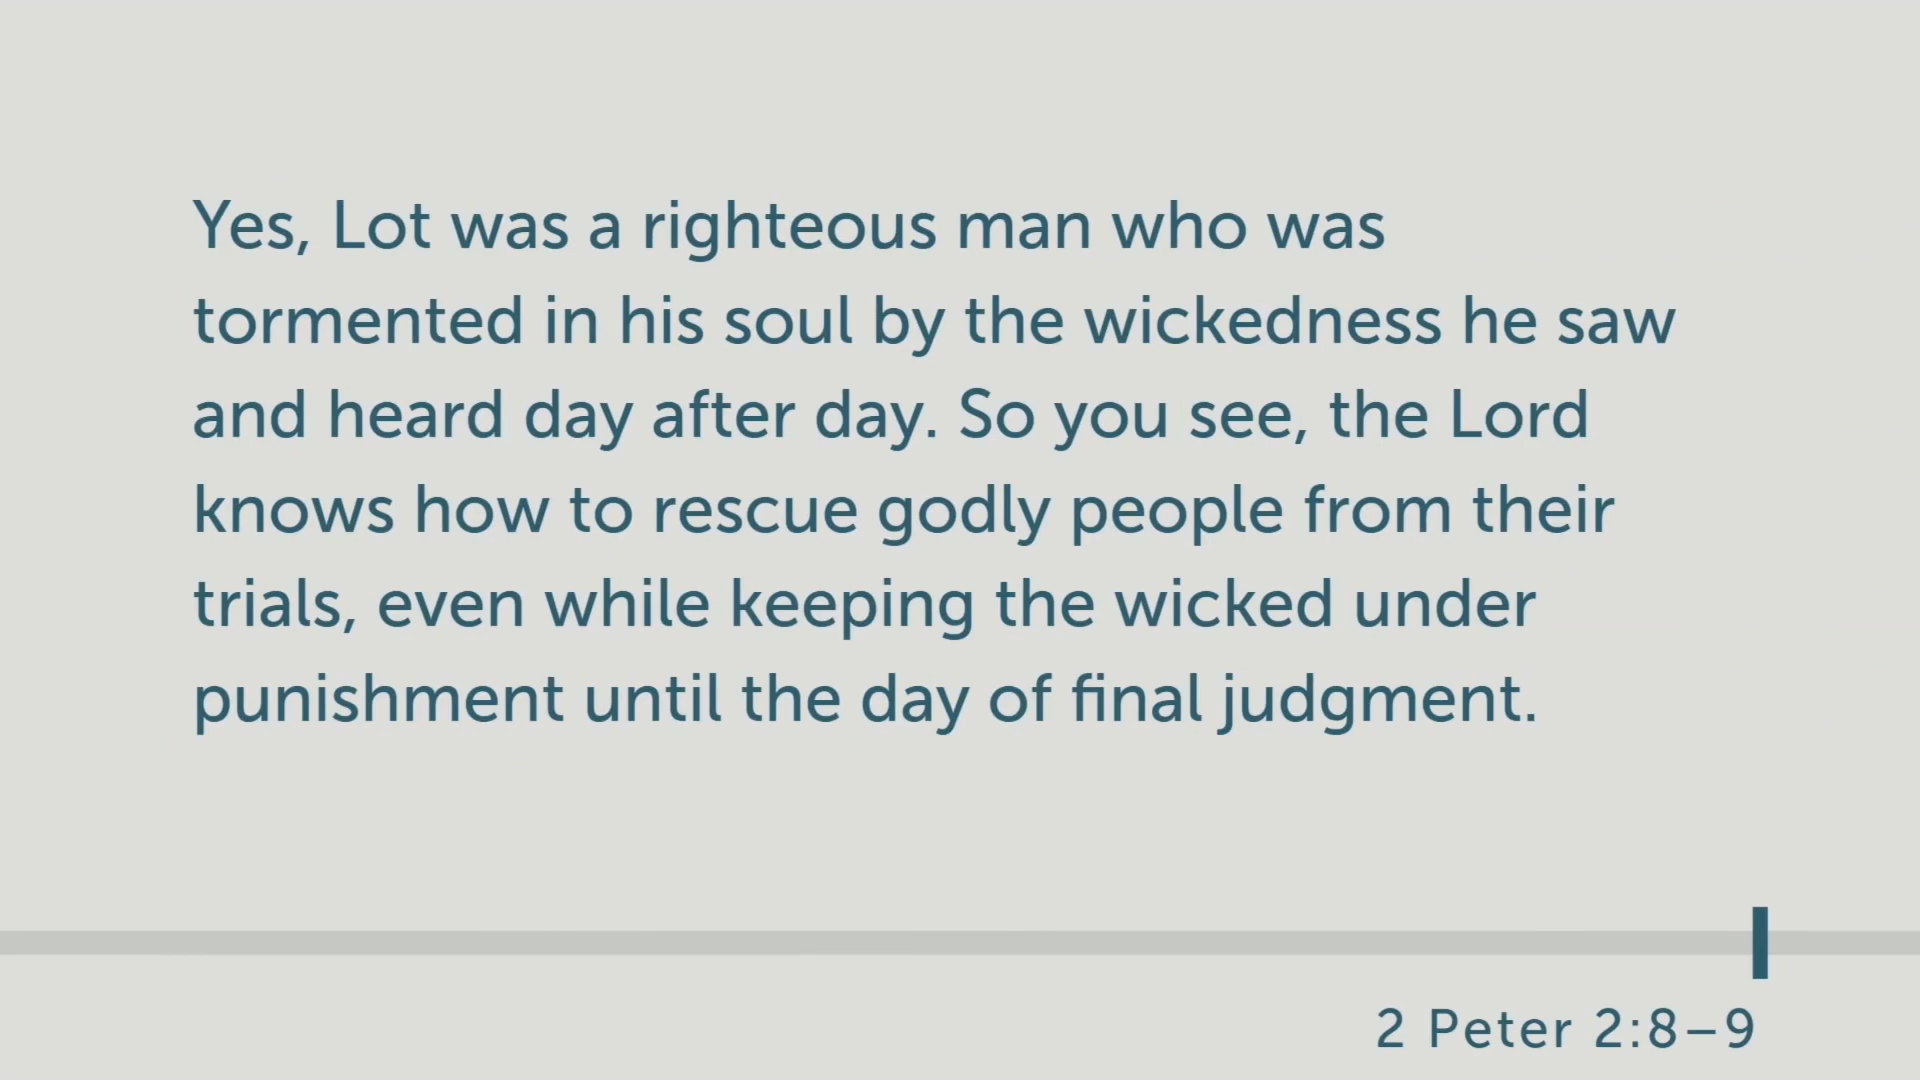 Yes, Lot was a righteous man who was
tormented in his soul by the wickedness he saw
and heard day after day. So you see, the Lord
knows how to rescue godly people from their
trials, even while keeping the wicked under
punishment until the day of final judgment.
2 Peter 2:8–9